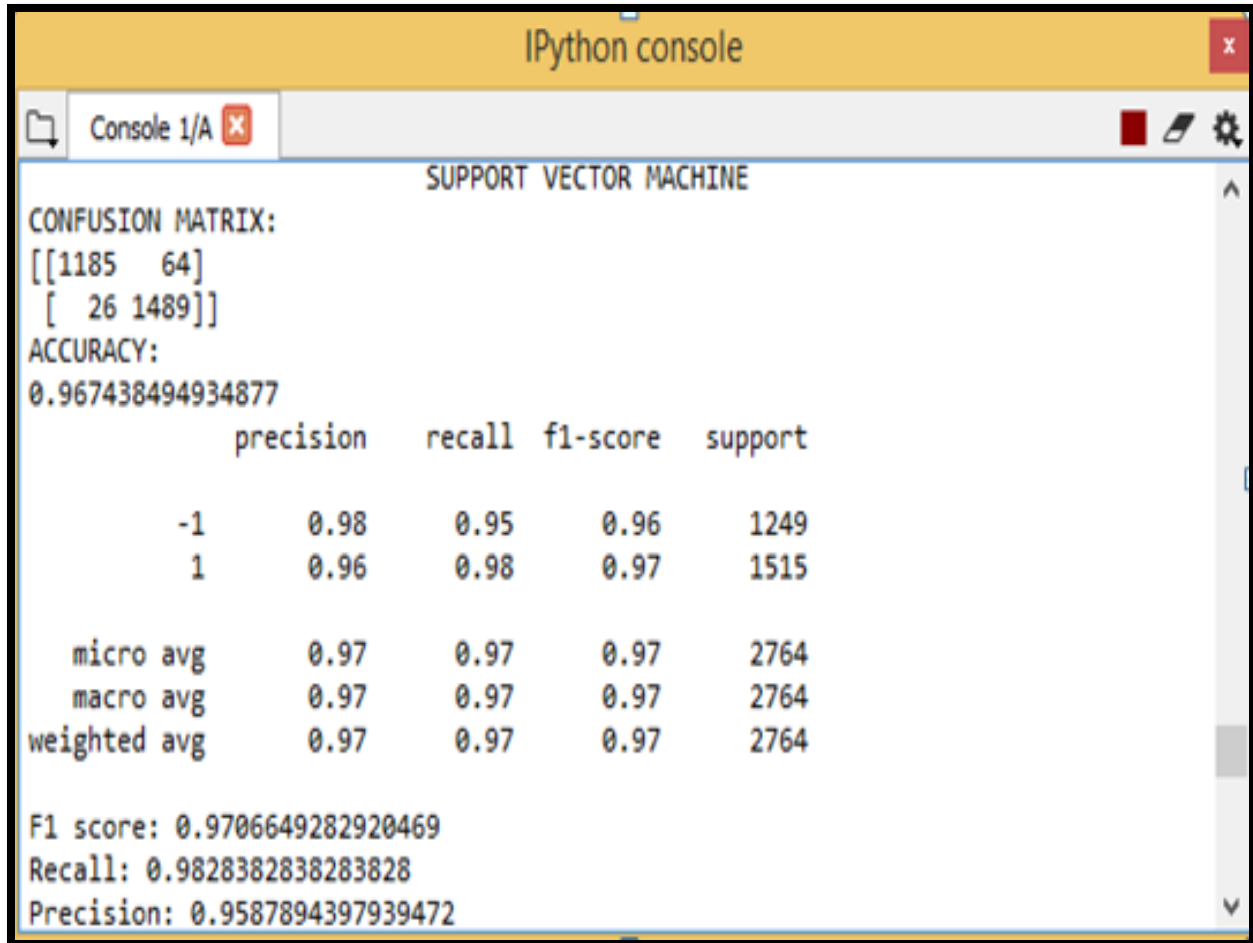 IPython console
Console 1/A
SUPPORT VECTOR MACHINE
CONFUSION MATRIX:
[[1185   64]
 [  26 1489]]
ACCURACY:
0.967438494934877
precision    recall  f1-score   support
-1       0.98      0.95      0.96      1249
1       0.96      0.98      0.97      1515
micro avg       0.97      0.97      0.97      2764
macro avg       0.97      0.97      0.97      2764
weighted avg       0.97      0.97      0.97      2764
F1 score: 0.9706649282920469
Recall: 0.9828382838283828
Precision: 0.9587894397939472